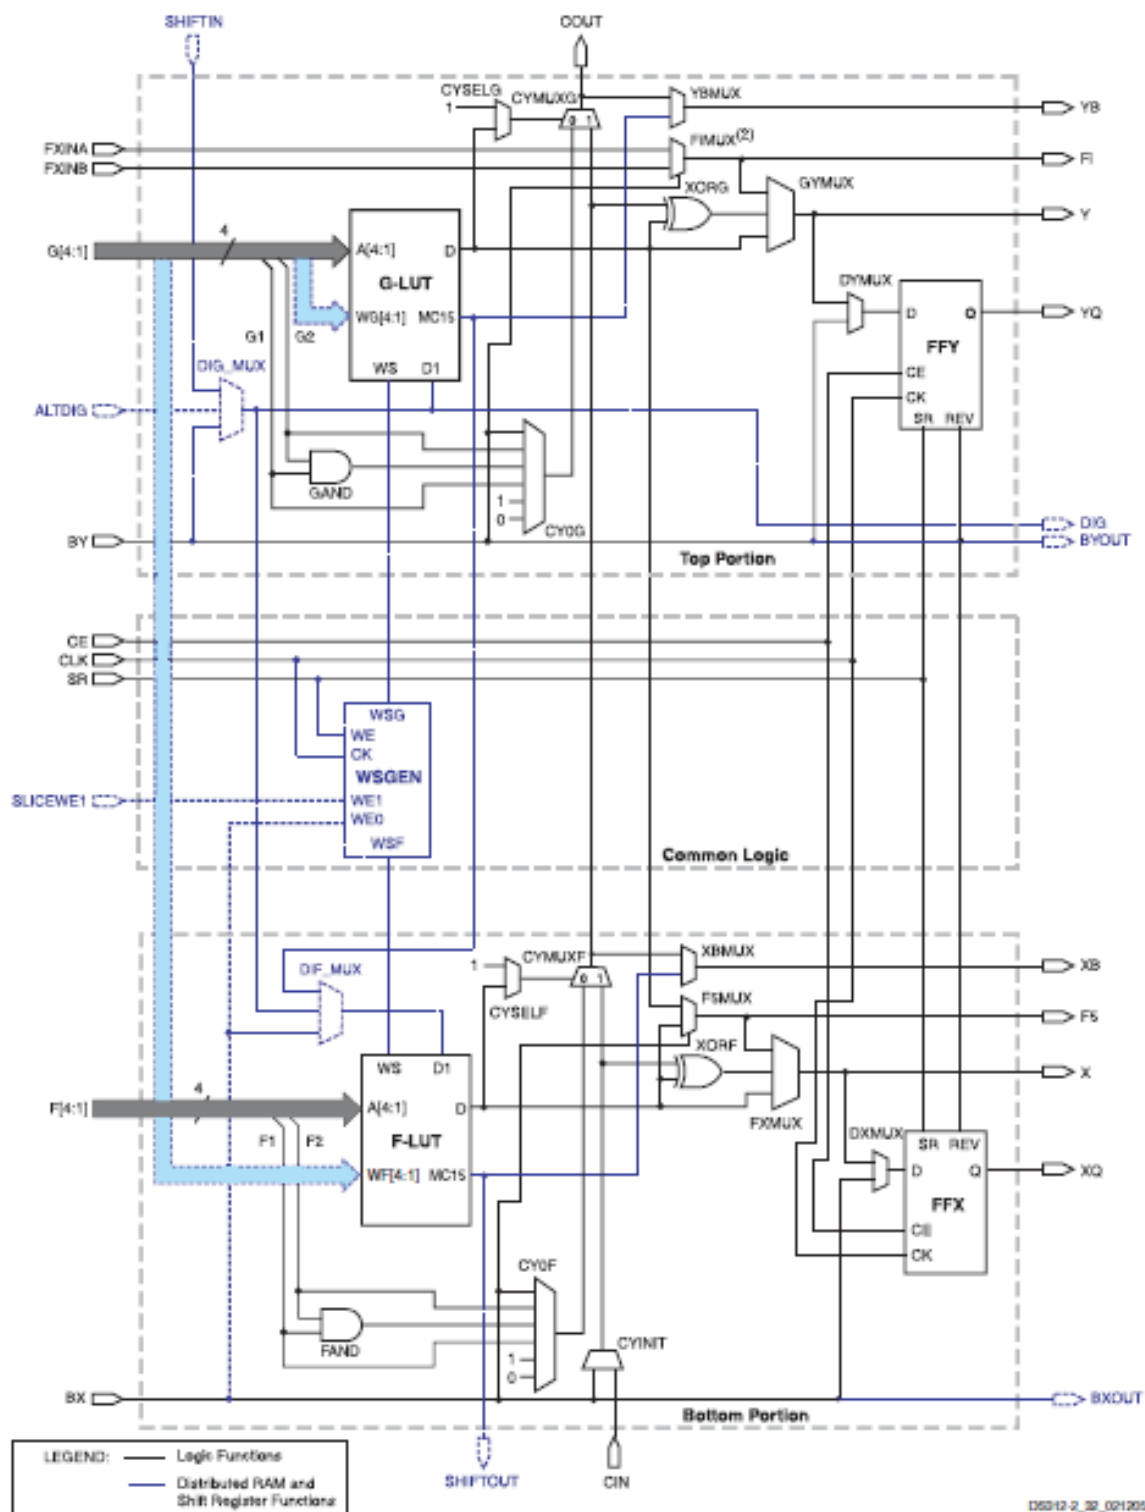 SHIFTIN
COUT
CYSELG
CYMUXG
YBMUX
1
0 1
YB
FXINA
FXINB
FIMUX(2)
FI
XORG
GYMUX
Y
G[4:1]
4
A[4:1]
D
G-LUT
WG[4:1]
MC15
G1
G2
WS
D1
DYMUX
D
Q
FFY
CE
CK
SR
REV
YQ
DIG_MUX
ALTDIG
GAND
1
0
CY0G
DIG
BY
BYOUT
Top Portion
CE
CLK
SR
WSG
WE
CK
WSGEN
SLICEWE1
WE1
WE0
WSF
Common Logic
CYMUXF
XBMUX
1
0 1
XB
DIF_MUX
CYSELF
F5MUX
F5
XORF
WS
D1
X
F[4:1]
4
A[4:1]
D
FXMUX
F1
F2
F-LUT
DXMUX
SR
REV
WF[4:1]
MC15
D
Q
XQ
FFX
CE
CK
CY0F
FAND
1
0
CYINIT
BX
BXOUT
Bottom Portion
LEGEND:
Logic Functions
Distributed RAM and
Shift Register Functions
SHIFTOUT
CIN
DS312-2_32_021205